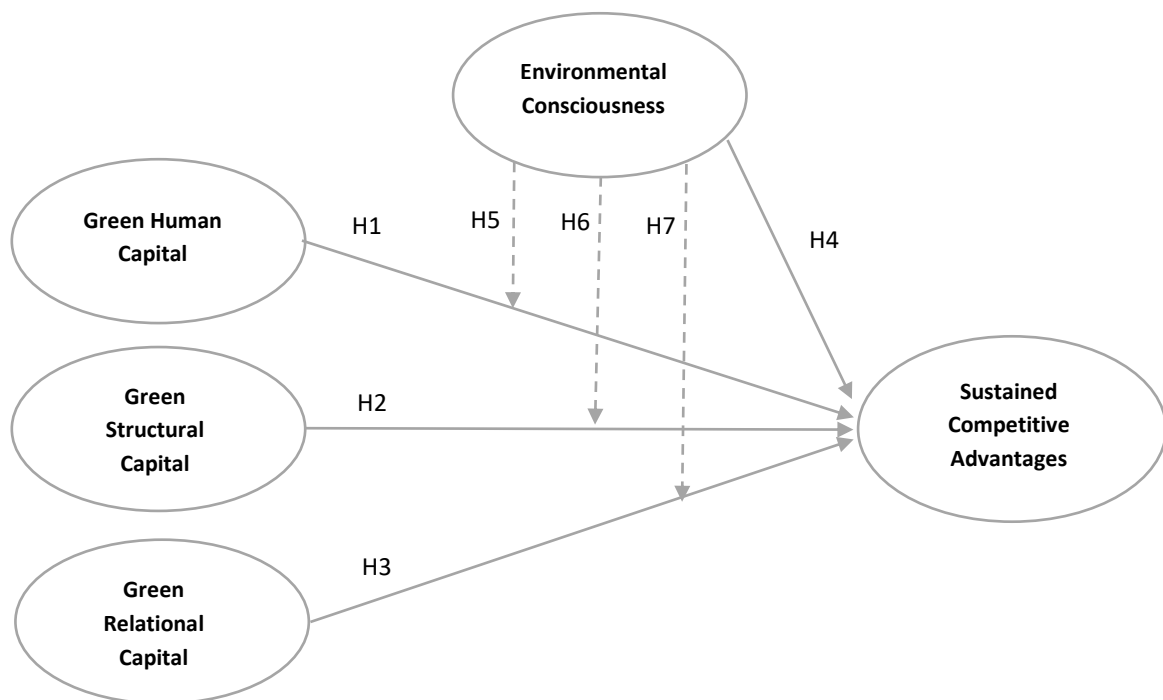 Environmental
Consciousness
Green Human
Capital
H1
H5
H6
H7
H4
Green
Structural
Capital
H2
Sustained
Competitive
Advantages
H3
Green
Relational
Capital